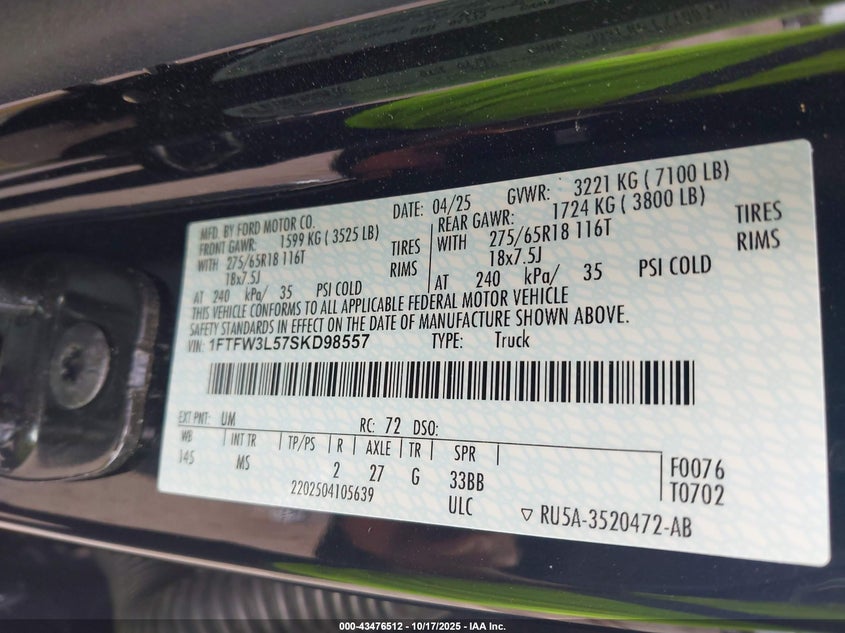 MFD. BY FORD MOTOR CO.
DATE: 04/25
GVWR: 3221 KG ( 7100 LB)
FRONT GAWR: 1599 KG ( 3525 LB)
REAR GAWR: 1724 KG ( 3800 LB)
WITH 275/65R18 116T TIRES
WITH 275/65R18 116T TIRES
18x7.5J RIMS
18x7.5J RIMS
AT 240 kPa/ 35 PSI COLD
AT 240 kPa/ 35 PSI COLD
THIS VEHICLE CONFORMS TO ALL APPLICABLE FEDERAL MOTOR VEHICLE
SAFETY STANDARDS IN EFFECT ON THE DATE OF MANUFACTURE SHOWN ABOVE.
VIN: 1FTFW3L57SKD98557 TYPE: Truck
EXT PNT: UM RC: 72 DSO:
WB INT TR TP/PS R AXLE TR SPR
145 MS 2 27 G 33BB
F0076
T0702
2202504105639 ULC
RU5A-3520472-AB
000-43476512 | 10/17/2025 - IAA Inc.